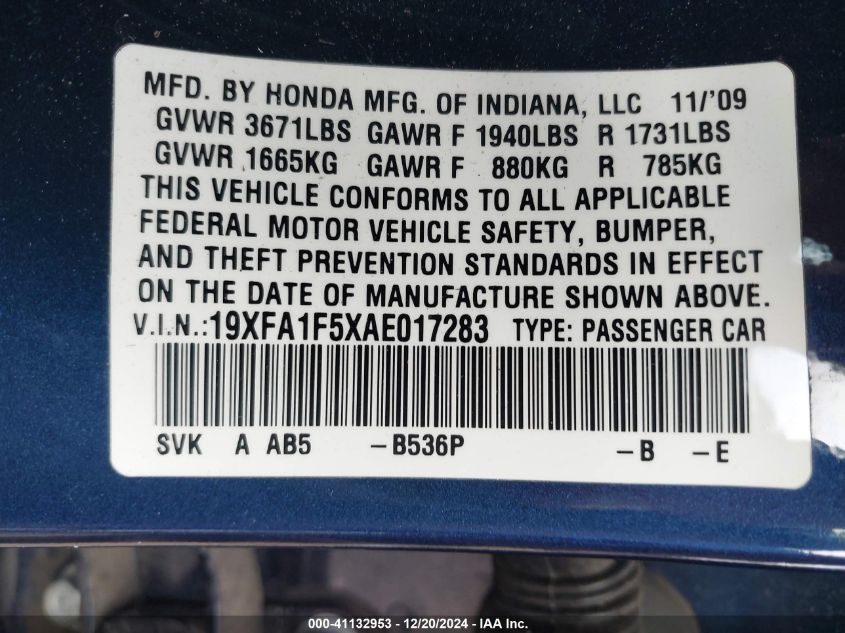 MFD. BY HONDA MFG. OF INDIANA, LLC 11/'09
GVWR 3671LBS GAWR F 1940LBS R 1731LBS
GVWR 1665KG GAWR F 880KG R 785KG
THIS VEHICLE CONFORMS TO ALL APPLICABLE
FEDERAL MOTOR VEHICLE SAFETY, BUMPER,
AND THEFT PREVENTION STANDARDS IN EFFECT
ON THE DATE OF MANUFACTURE SHOWN ABOVE.
V.I.N.:19XFA1F5XAE017283 TYPE: PASSENGER CAR
SVK A AB5 -B536P -B -E
000-41132953 - 12/20/2024 - IAA Inc.